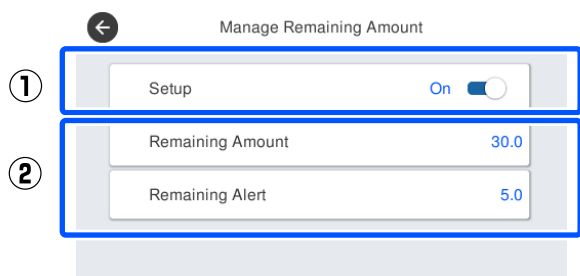 Manage Remaining Amount
①
Setup On
②
Remaining Amount 30.0
Remaining Alert 5.0